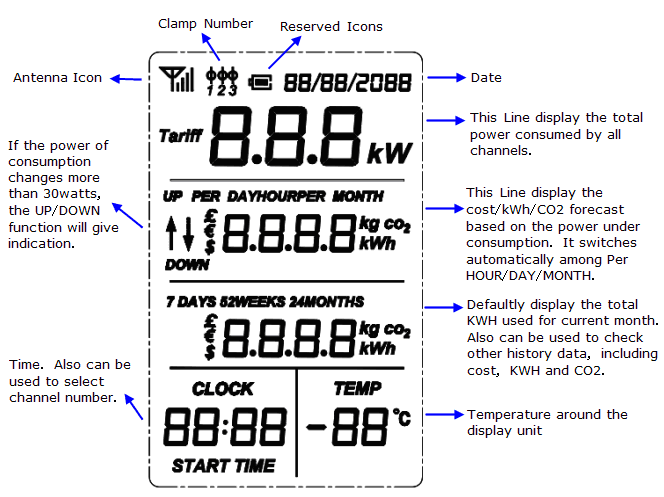 Clamp Number
Reserved Icons
Antenna Icon
1 2 3
88/88/2088
Date
Tariff
8.8.8 kW
This Line display the total
power consumed by all
channels.
If the power of
consumption
changes more
than 30watts,
the UP/DOWN
function will give
indication.
UP PER DAYHOURPER MONTH
£
€
$
8.8.8.8
kg co₂
kWh
DOWN
This Line display the
cost/kWh/CO2 forecast
based on the power under
consumption. It switches
automatically among Per
HOUR/DAY/MONTH.
7 DAYS 52WEEKS 24MONTHS
£
€
$
8.8.8.8
kg co₂
kWh
Defaultly display the total
KWH used for current month.
Also can be used to check
other history data, including
cost, KWH and CO2.
Time. Also can be
used to select
channel number.
CLOCK
88:88
START TIME
TEMP
-88°C
Temperature around the
display unit